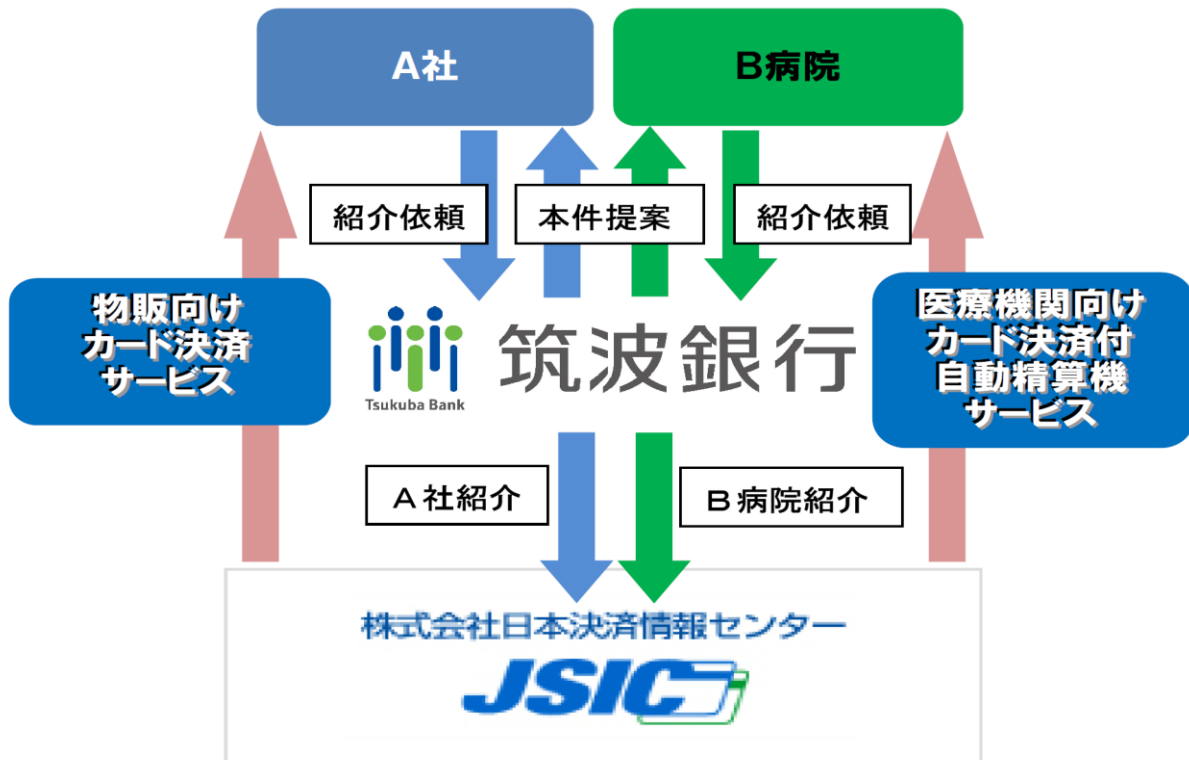 A社
B病院
紹介依頼
本件提案
紹介依頼
物販向け
カード決済
サービス
Tsukuba Bank
筑波銀行
医療機関向け
カード決済付
自動精算機
サービス
A社紹介
B病院紹介
株式会社日本決済情報センター
JSIC